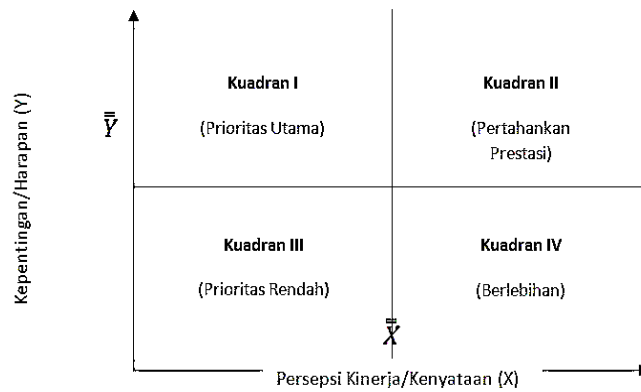 Kepentingan/Harapan (Y)
Kuadran I
(Prioritas Utama)
Kuadran II
(Pertahankan
Prestasi)
Y̿
Kuadran III
(Prioritas Rendah)
Kuadran IV
(Berlebihan)
X̿
Persepsi Kinerja/Kenyataan (X)